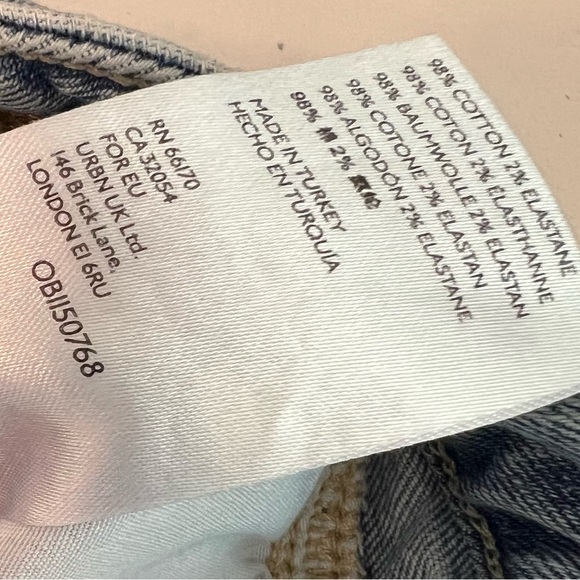 98% COTTON 2% ELASTANE
98% COTON 2% ÉLASTHANNE
98% BAUMWOLLE 2% ELASTAN
98% COTONE 2% ELASTAN
98% ALGODÓN 2% ELASTANE
98% 棉 2%
MADE IN TURKEY
HECHO EN TURQUIA
RN 66170
CA 32054
FOR EU
URBN UK Ltd.
146 Brick Lane,
LONDON E1 6RU
OB1150768